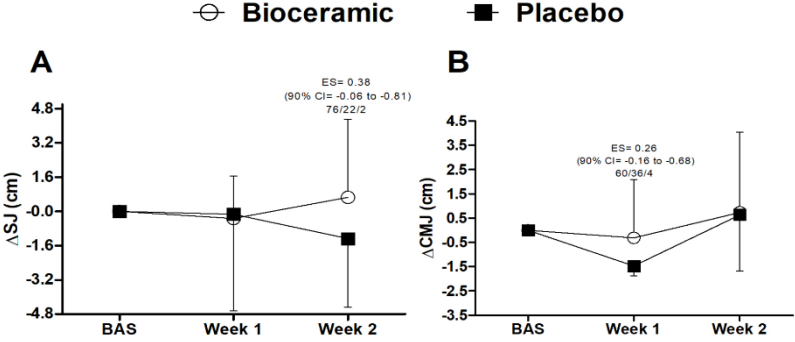 Bioceramic Placebo
A
ES= 0.38
(90% CI= -0.06 to -0.81)
76/22/2
4.8
3.2
1.6
-0.0
-1.6
-3.2
-4.8
ΔSJ (cm)
BAS Week 1 Week 2
B
ES= 0.26
(90% CI= -0.16 to -0.68)
60/36/4
4.5
3.5
2.5
1.5
0.5
-0.5
-1.5
-2.5
-3.5
ΔCMJ (cm)
BAS Week 1 Week 2